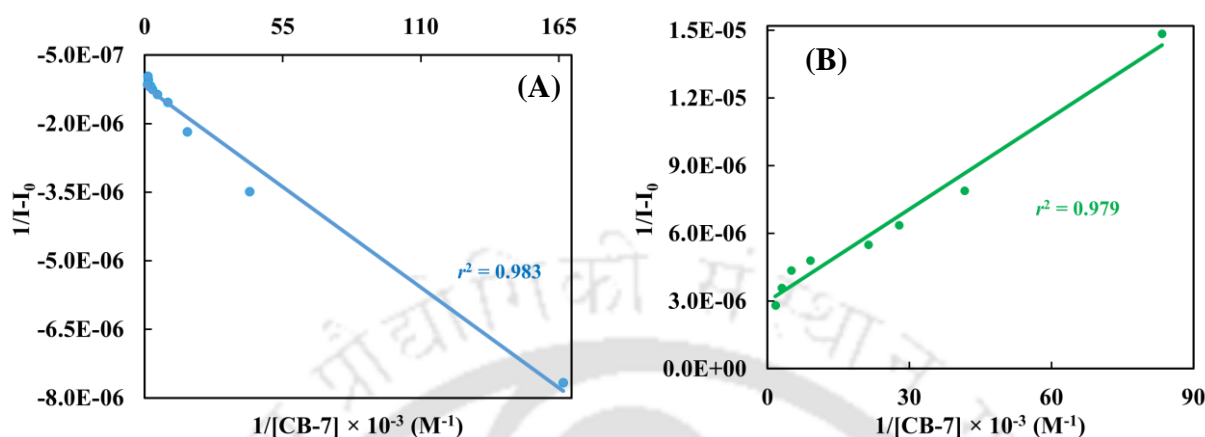 0 55 110 165
-5.0E-07
-2.0E-06
-3.5E-06
-5.0E-06
-6.5E-06
-8.0E-06
1/I-I₀
(A)
r² = 0.983
1/[CB-7] × 10⁻³ (M⁻¹)
1.5E-05
1.2E-05
9.0E-06
6.0E-06
3.0E-06
0.0E+00
1/I-I₀
(B)
r² = 0.979
0 30 60 90
1/[CB-7] × 10⁻³ (M⁻¹)
प्रौद्योगिकी संस्थान